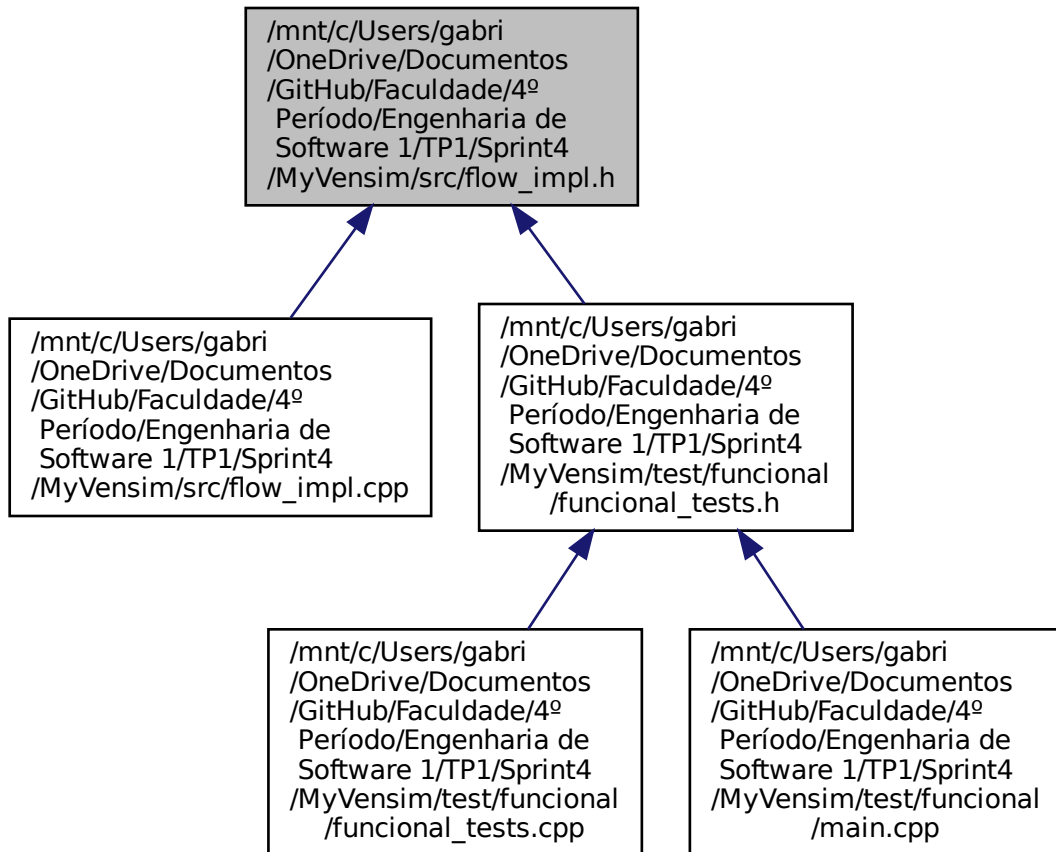 /mnt/c/Users/gabri
/OneDrive/Documentos
/GitHub/Faculdade/4º
Período/Engenharia de
Software 1/TP1/Sprint4
/MyVensim/src/flow_impl.h
/mnt/c/Users/gabri
/OneDrive/Documentos
/GitHub/Faculdade/4º
Período/Engenharia de
Software 1/TP1/Sprint4
/MyVensim/src/flow_impl.cpp
/mnt/c/Users/gabri
/OneDrive/Documentos
/GitHub/Faculdade/4º
Período/Engenharia de
Software 1/TP1/Sprint4
/MyVensim/test/funcional
/funcional_tests.h
/mnt/c/Users/gabri
/OneDrive/Documentos
/GitHub/Faculdade/4º
Período/Engenharia de
Software 1/TP1/Sprint4
/MyVensim/test/funcional
/funcional_tests.cpp
/mnt/c/Users/gabri
/OneDrive/Documentos
/GitHub/Faculdade/4º
Período/Engenharia de
Software 1/TP1/Sprint4
/MyVensim/test/funcional
/main.cpp